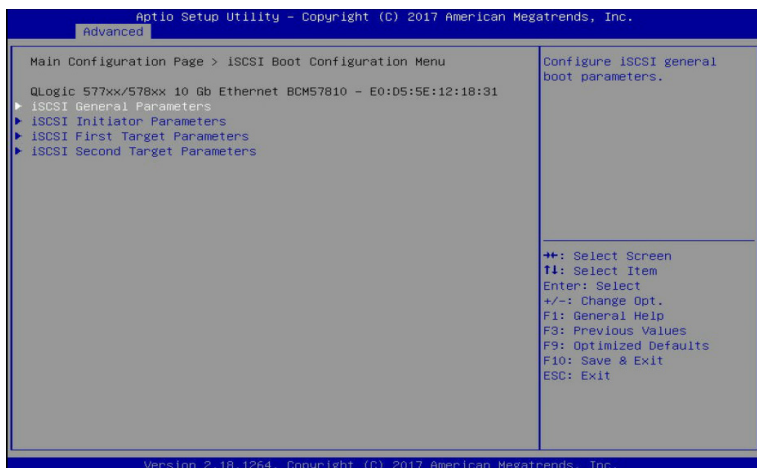 Aptio Setup Utility – Copyright (C) 2017 American Megatrends, Inc.
Advanced
Main Configuration Page > iSCSI Boot Configuration Menu
QLogic 577xx/578xx 10 Gb Ethernet BCM57810 – E0:D5:5E:12:18:31
▶ iSCSI General Parameters
▶ iSCSI Initiator Parameters
▶ iSCSI First Target Parameters
▶ iSCSI Second Target Parameters
Configure iSCSI general
boot parameters.
→←: Select Screen
↑↓: Select Item
Enter: Select
+/-: Change Opt.
F1: General Help
F3: Previous Values
F9: Optimized Defaults
F10: Save & Exit
ESC: Exit
Version 2.18.1264. Copyright (C) 2017 American Megatrends, Inc.